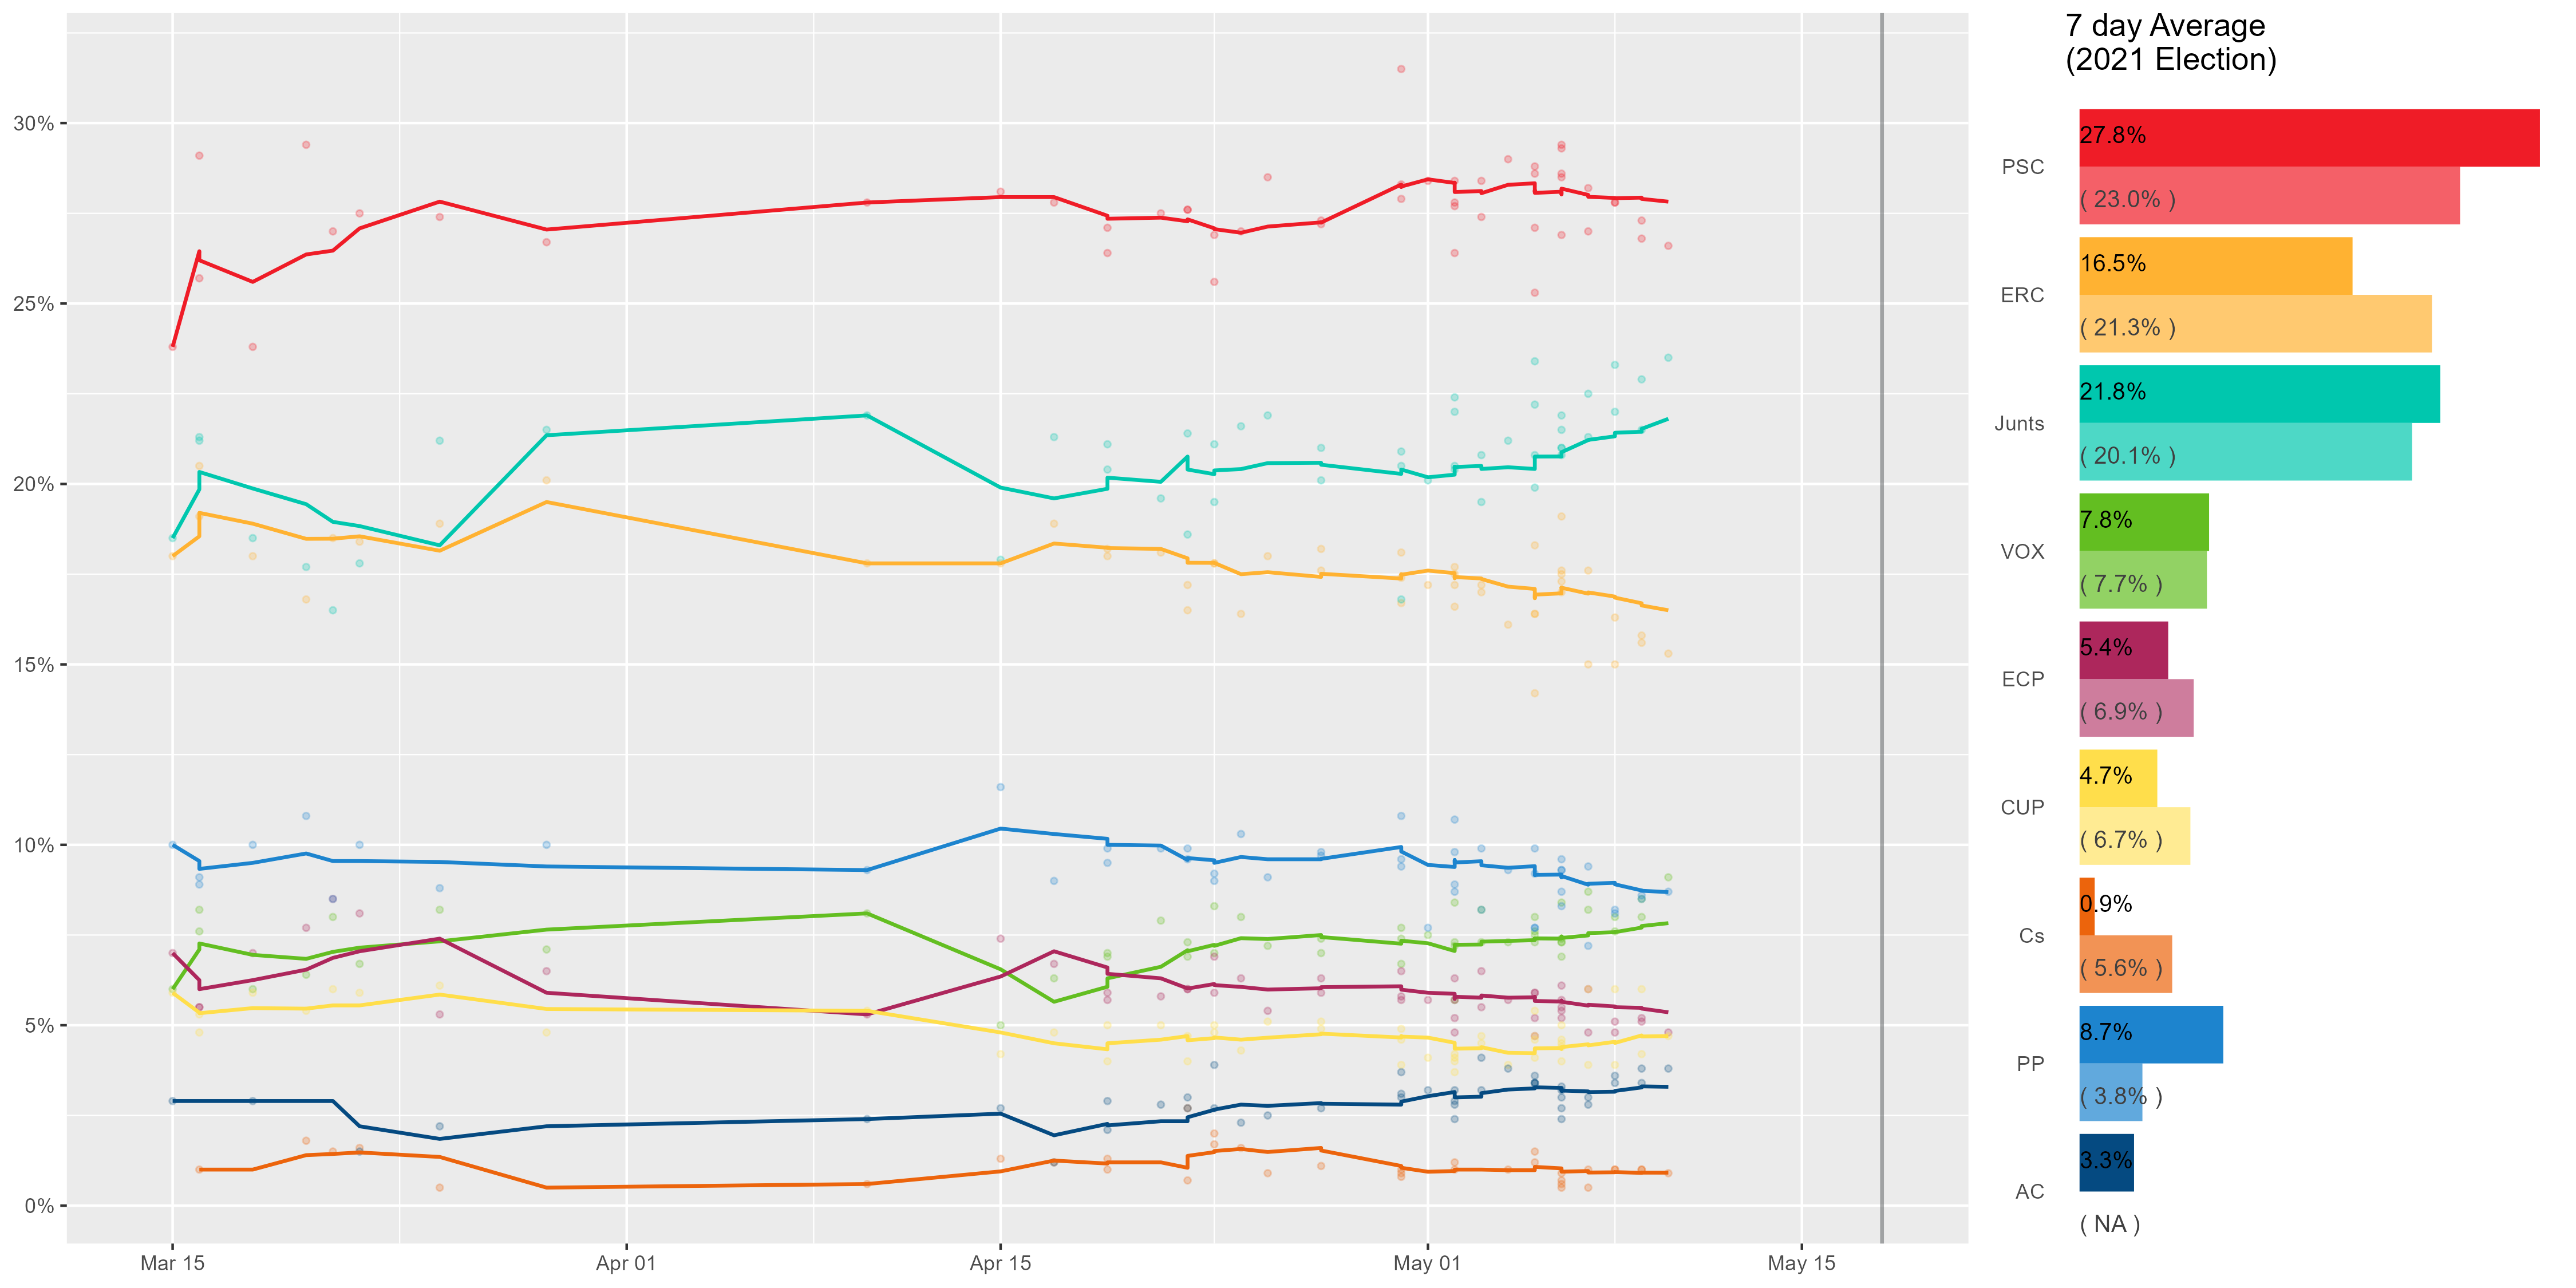 30%
25%
20%
15%
10%
5%
0%
Mar 15
Apr 01
Apr 15
May 01
May 15
7 day Average
(2021 Election)
PSC
27.8%
( 23.0% )
ERC
16.5%
( 21.3% )
Junts
21.8%
( 20.1% )
VOX
7.8%
( 7.7% )
ECP
5.4%
( 6.9% )
CUP
4.7%
( 6.7% )
Cs
0.9%
( 5.6% )
PP
8.7%
( 3.8% )
AC
3.3%
( NA )